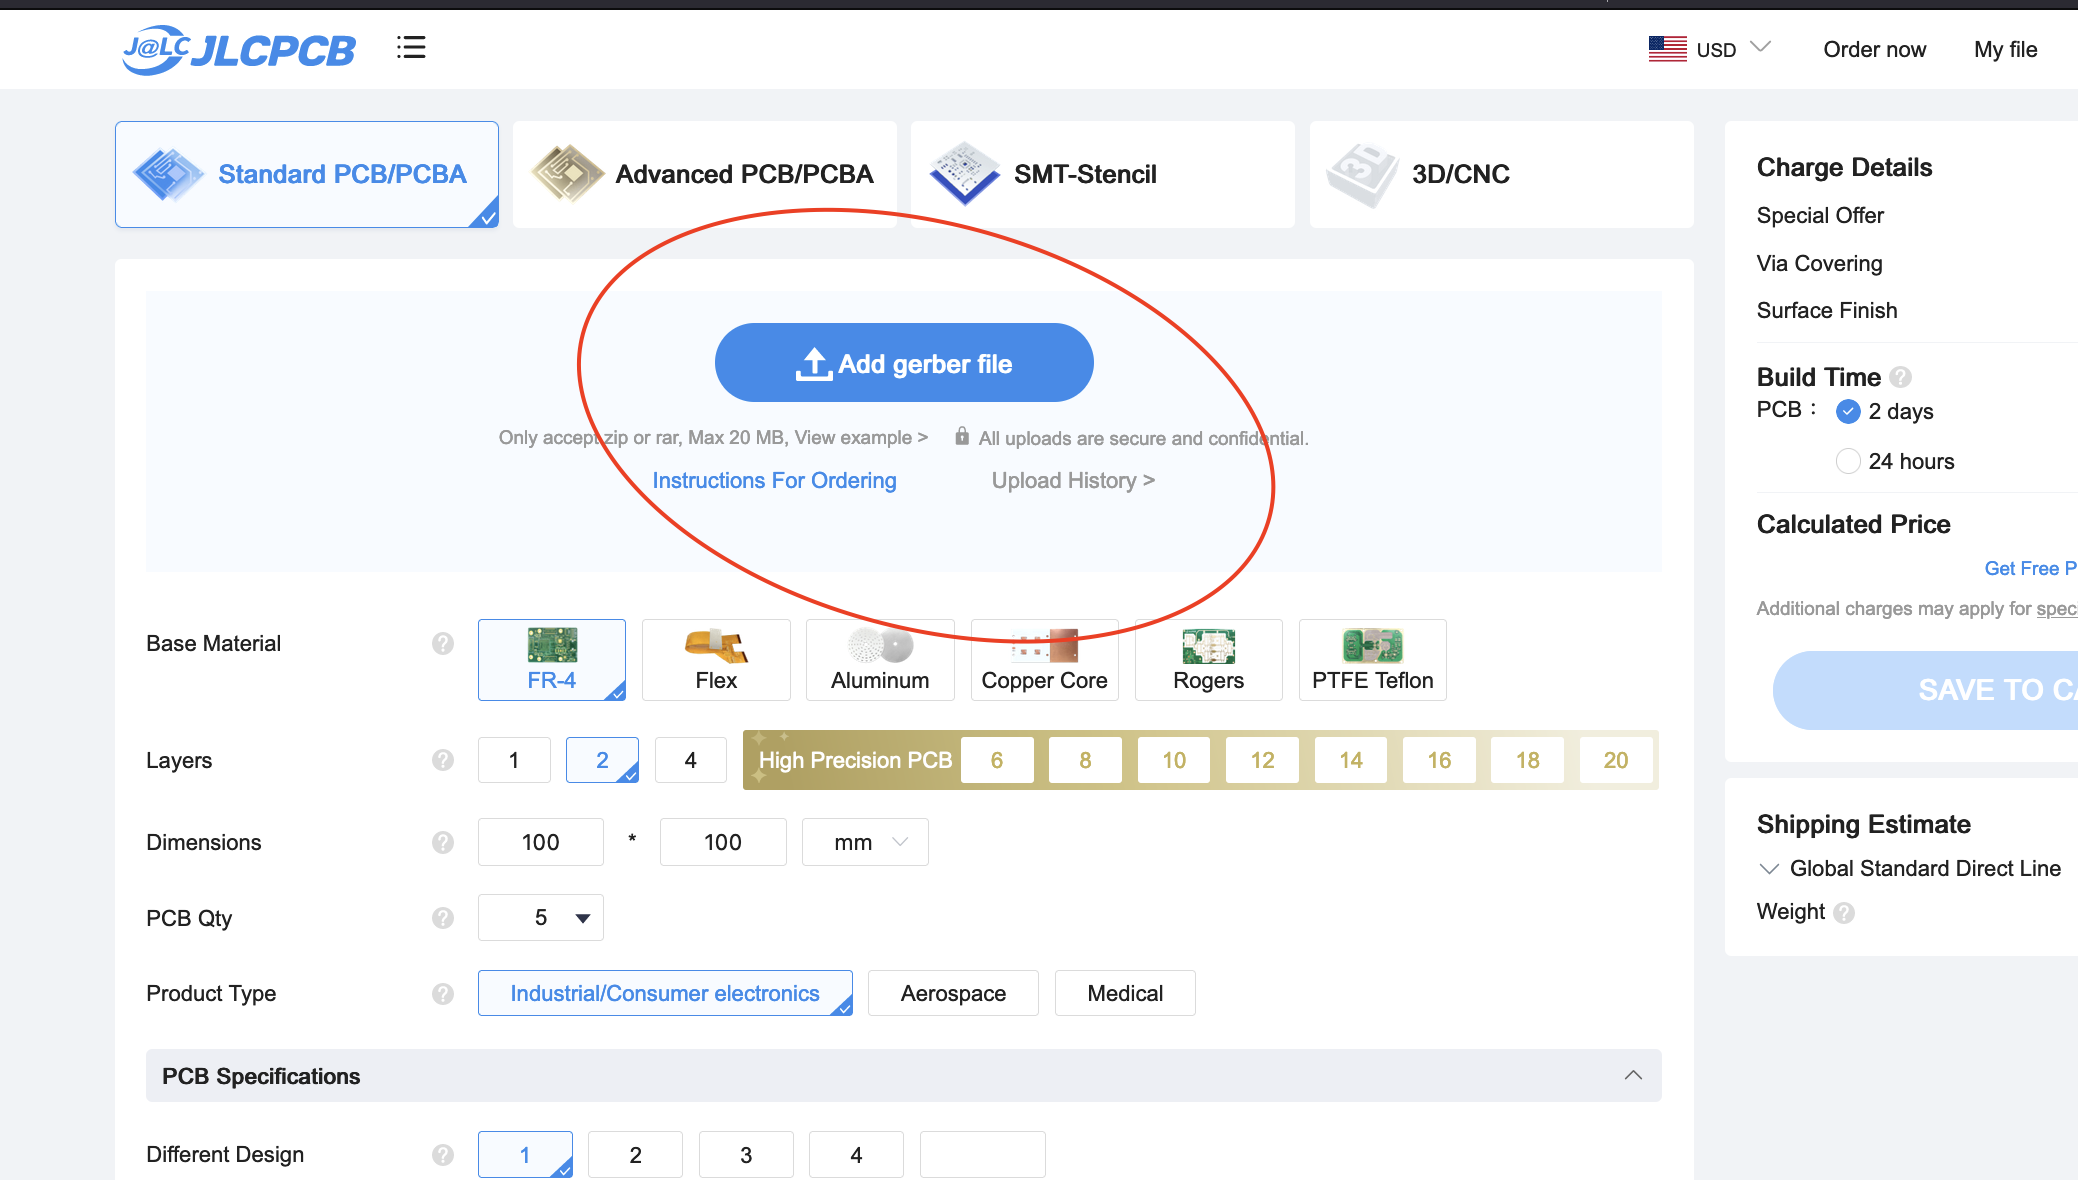 J@LC JLCPCB
USD
Order now
My file
Standard PCB/PCBA
Advanced PCB/PCBA
SMT-Stencil
3D
3D/CNC
Add gerber file
Only accept zip or rar, Max 20 MB, View example >
All uploads are secure and confidential.
Instructions For Ordering
Upload History >
Base Material ?
FR-4
Flex
Aluminum
Copper Core
Rogers
PTFE Teflon
Layers ?
1
2
4
High Precision PCB
6
8
10
12
14
16
18
20
Dimensions ?
100 * 100
mm
PCB Qty ?
5
Product Type ?
Industrial/Consumer electronics
Aerospace
Medical
PCB Specifications
Different Design ?
1
2
3
4
Charge Details
Special Offer
Via Covering
Surface Finish
Build Time ?
PCB :
2 days
24 hours
Calculated Price
Get Free P
Additional charges may apply for speci
SAVE TO CA
Shipping Estimate
Global Standard Direct Line
Weight ?